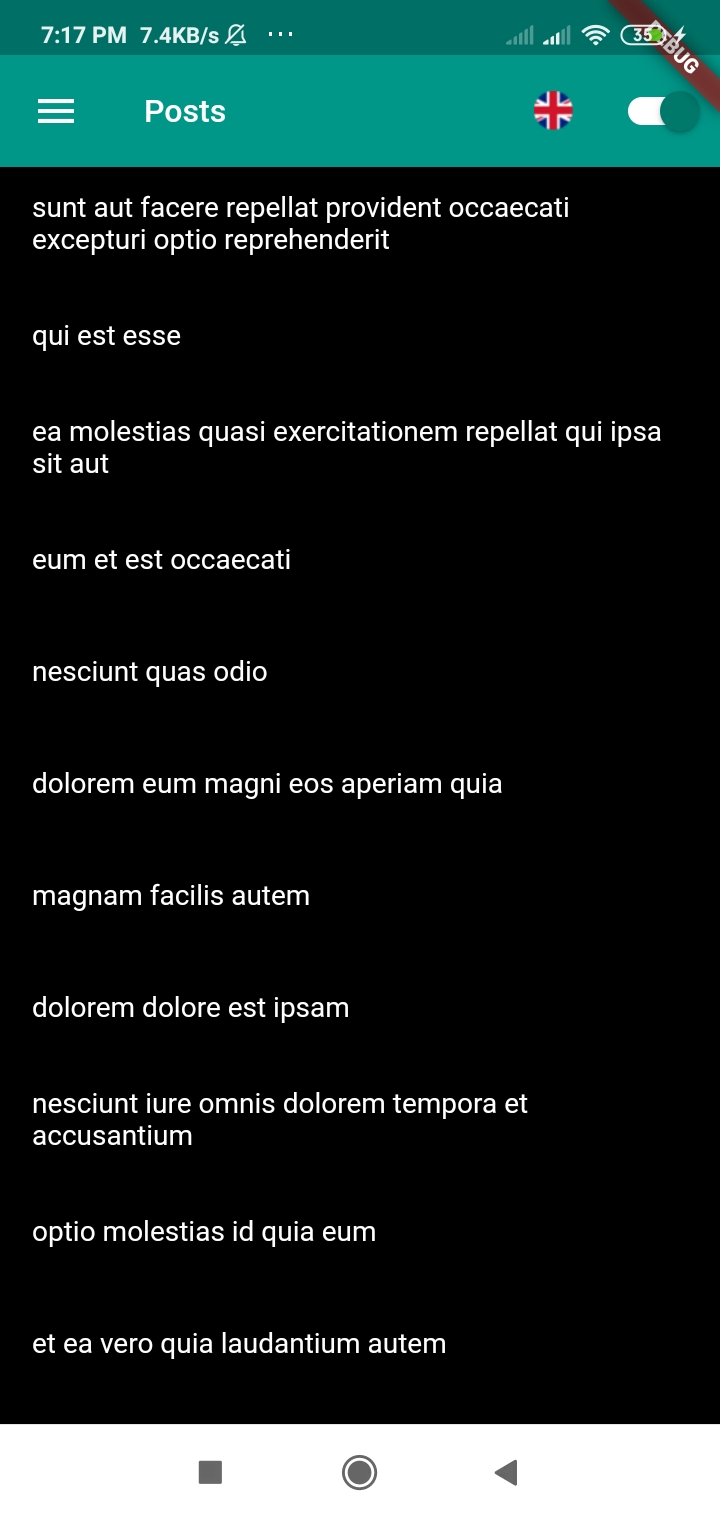 7:17 PM 7.4KB/s ...
35
DEBUG
Posts
sunt aut facere repellat provident occaecati
excepturi optio reprehenderit
qui est esse
ea molestias quasi exercitationem repellat qui ipsa
sit aut
eum et est occaecati
nesciunt quas odio
dolorem eum magni eos aperiam quia
magnam facilis autem
dolorem dolore est ipsam
nesciunt iure omnis dolorem tempora et
accusantium
optio molestias id quia eum
et ea vero quia laudantium autem